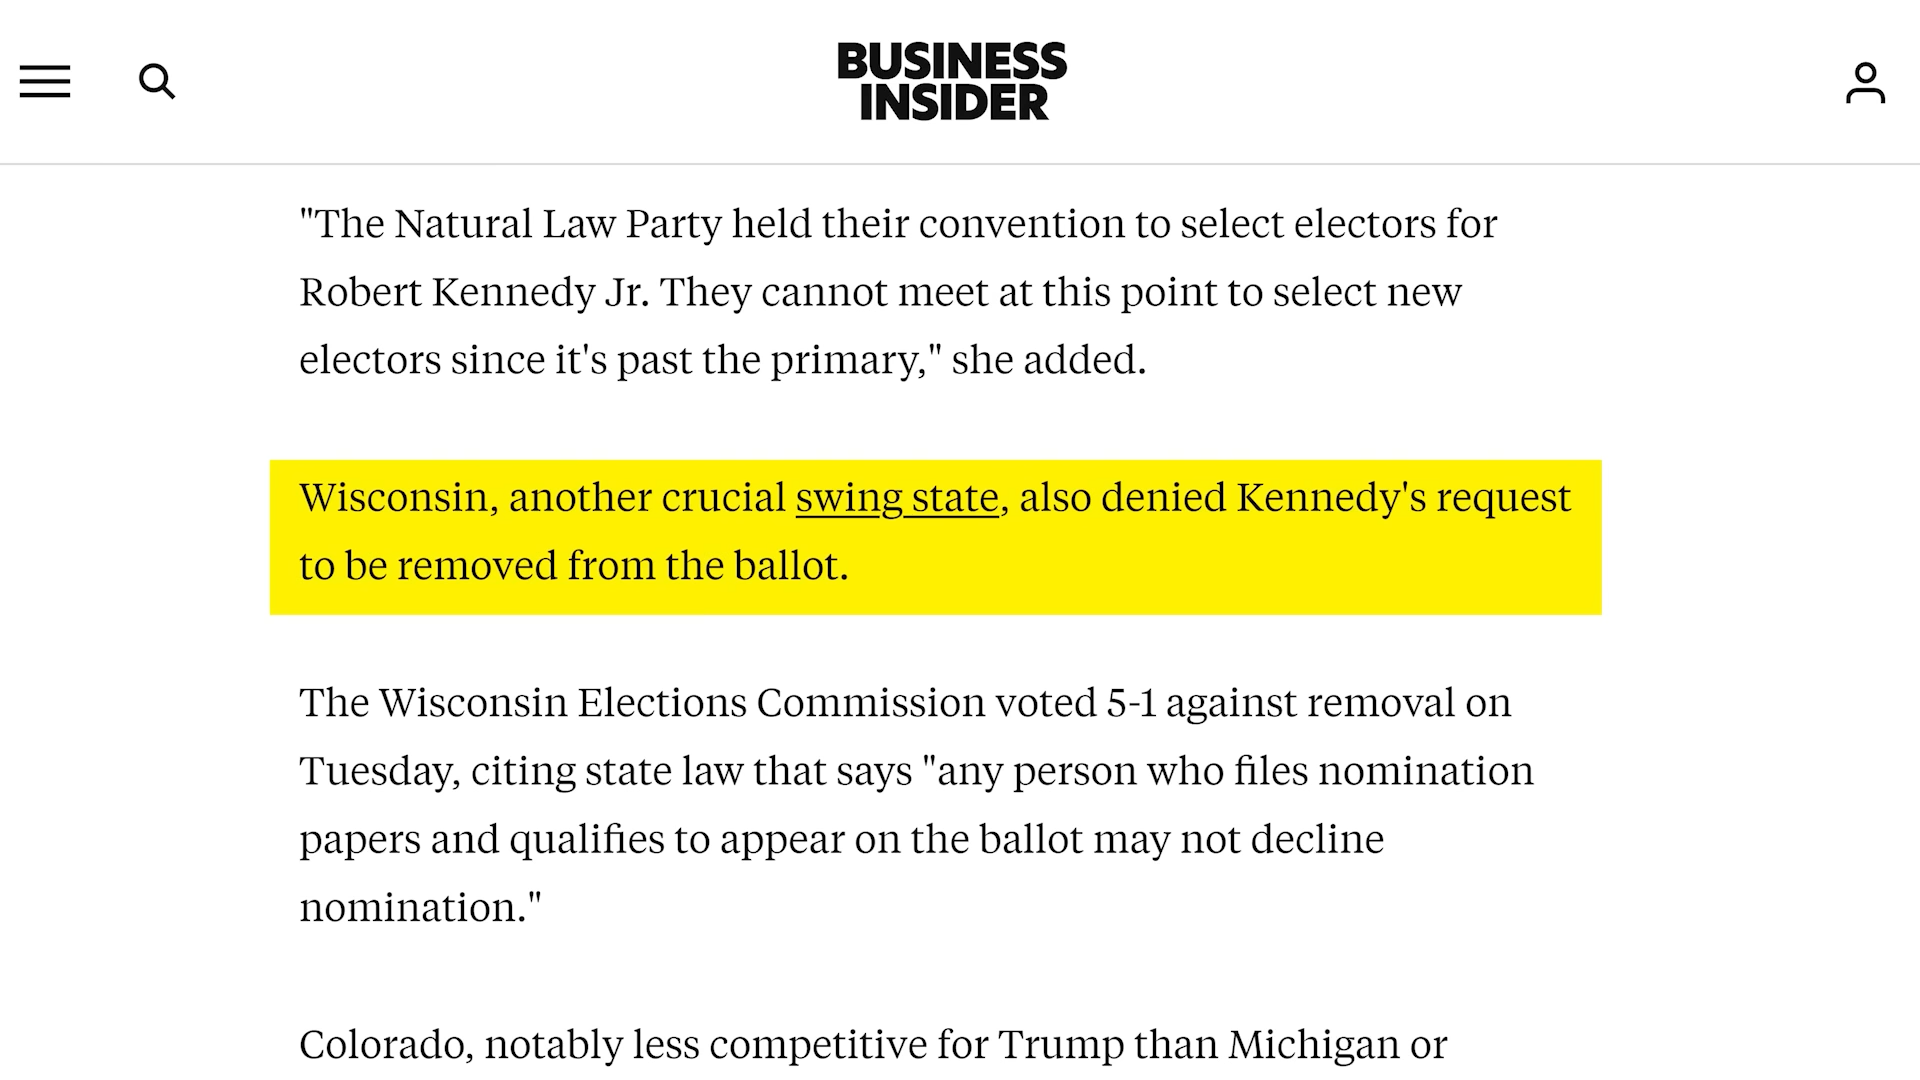 BUSINESS
INSIDER
"The Natural Law Party held their convention to select electors for
Robert Kennedy Jr. They cannot meet at this point to select new
electors since it's past the primary," she added.
Wisconsin, another crucial swing state, also denied Kennedy's request
to be removed from the ballot.
The Wisconsin Elections Commission voted 5-1 against removal on
Tuesday, citing state law that says "any person who files nomination
papers and qualifies to appear on the ballot may not decline
nomination."
Colorado, notably less competitive for Trump than Michigan or